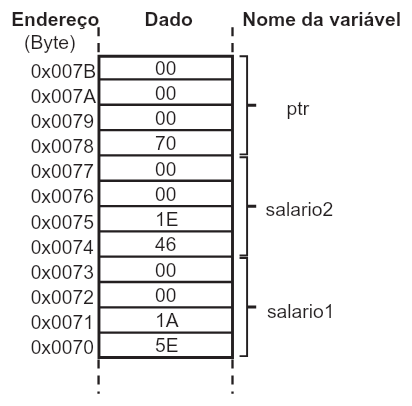 Endereço Dado Nome da variável
(Byte)
0x007B 00
0x007A 00
0x0079 00 ptr
0x0078 70
0x0077 00
0x0076 00
0x0075 1E salario2
0x0074 46
0x0073 00
0x0072 00
0x0071 1A salario1
0x0070 5E